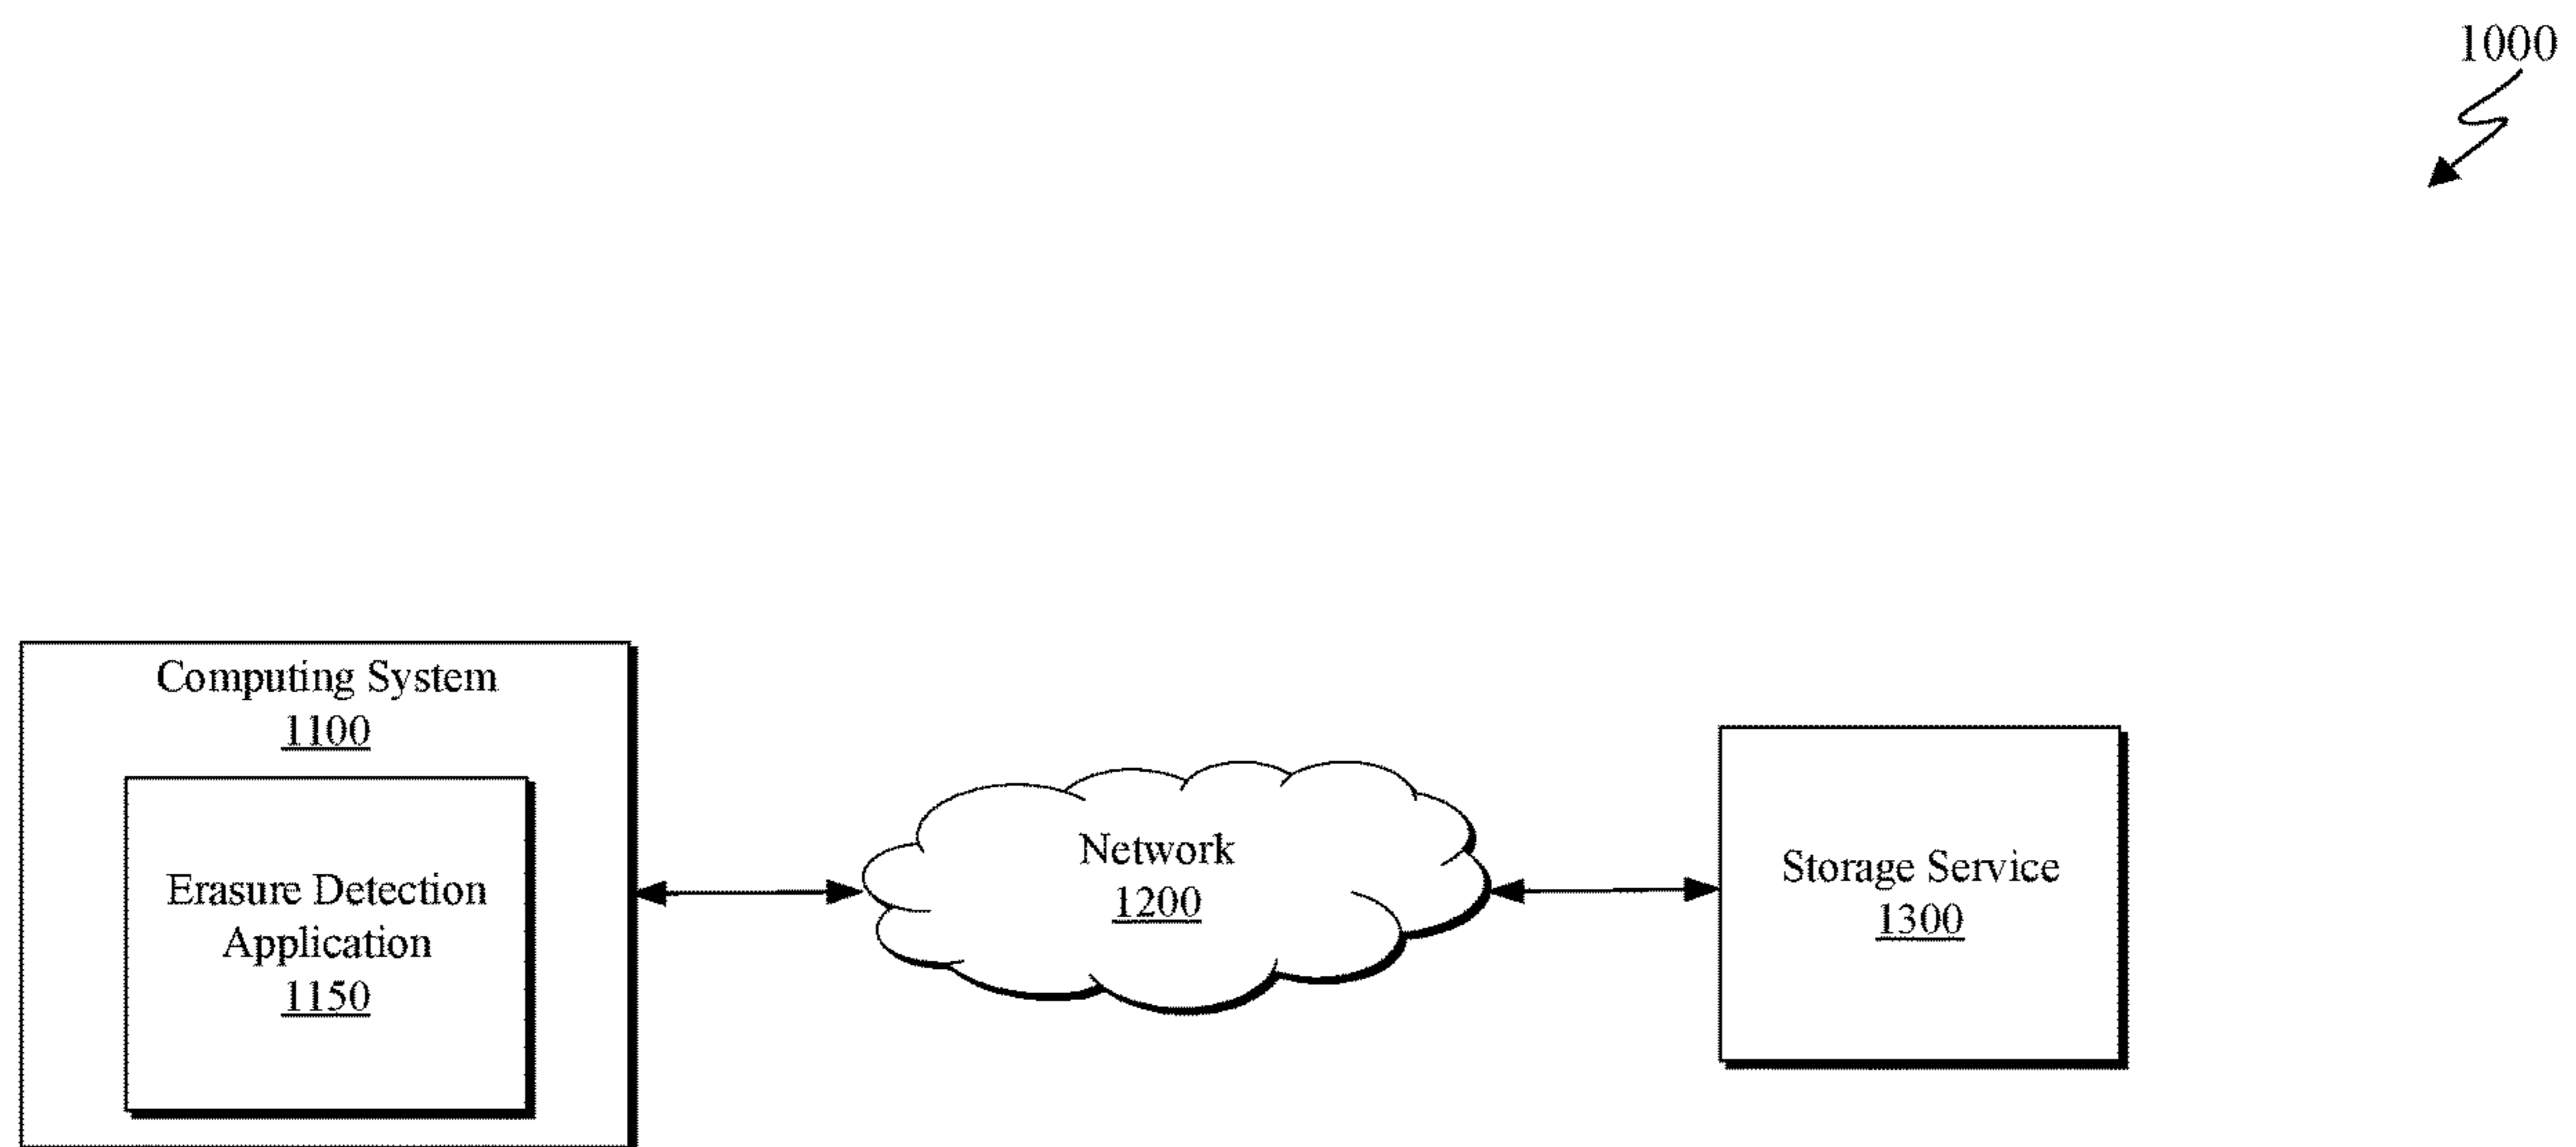 1000
Computing System
1100
Erasure Detection
Application
1150
Network
1200
Storage Service
1300